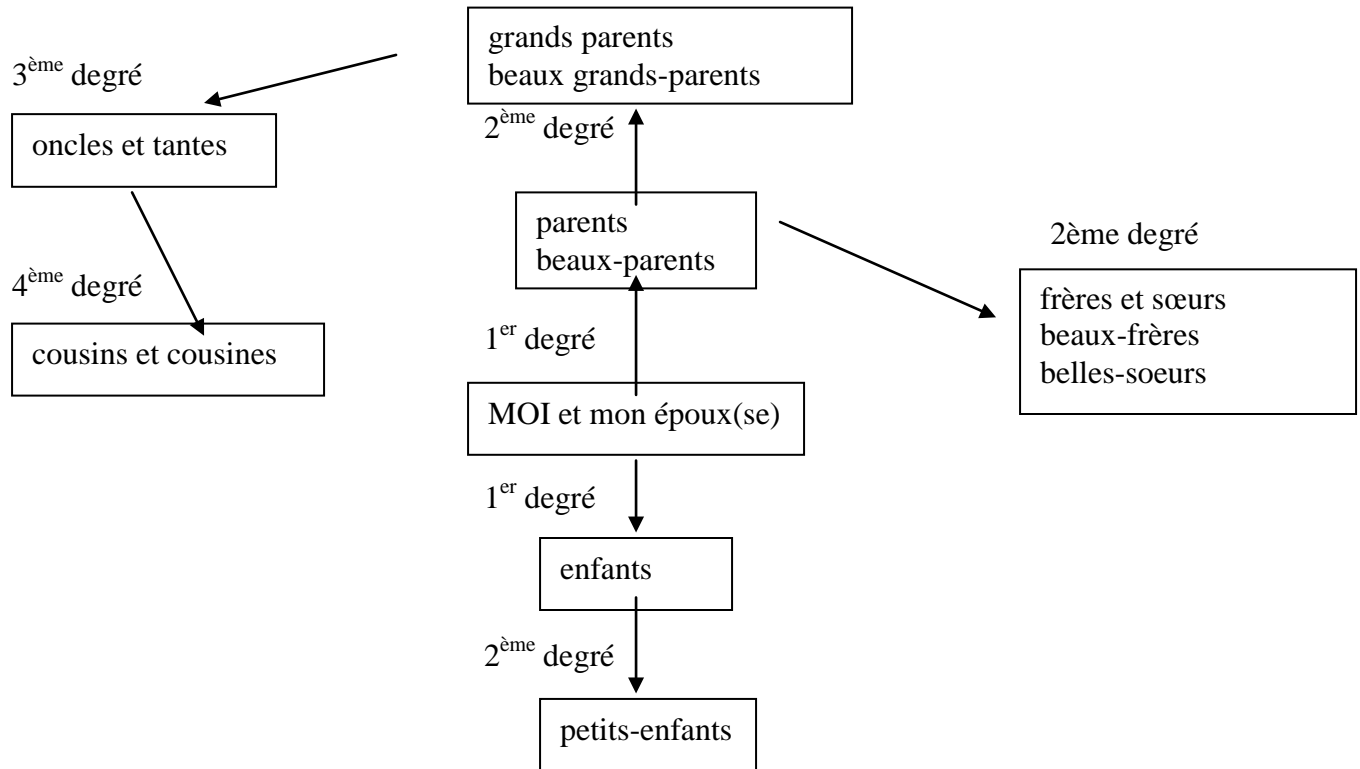 grands parents
beaux grands-parents
3ème degré
2ème degré
oncles et tantes
parents
beaux-parents
2ème degré
4ème degré
frères et sœurs
beaux-frères
belles-soeurs
cousins et cousines
1er degré
MOI et mon époux(se)
1er degré
enfants
2ème degré
petits-enfants